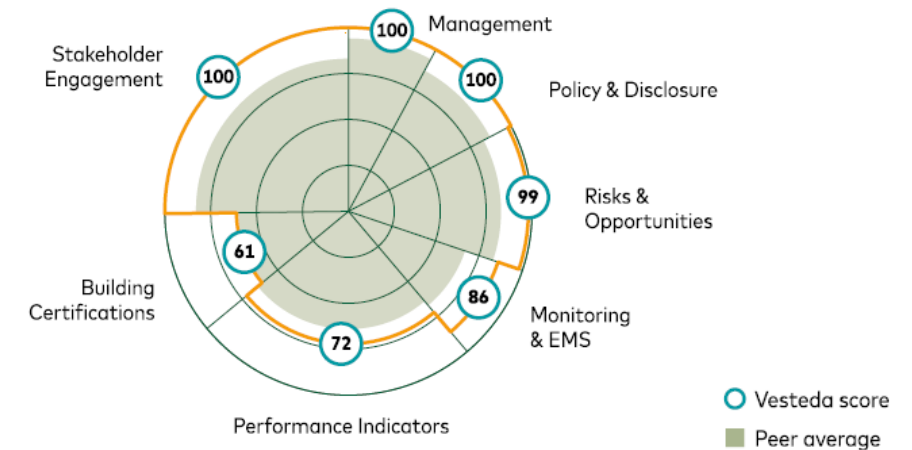 100
Management
Stakeholder
Engagement
100
100
Policy & Disclosure
99
Risks &
Opportunities
61
Building
Certifications
86
Monitoring
& EMS
72
Performance Indicators
Vesteda score
Peer average